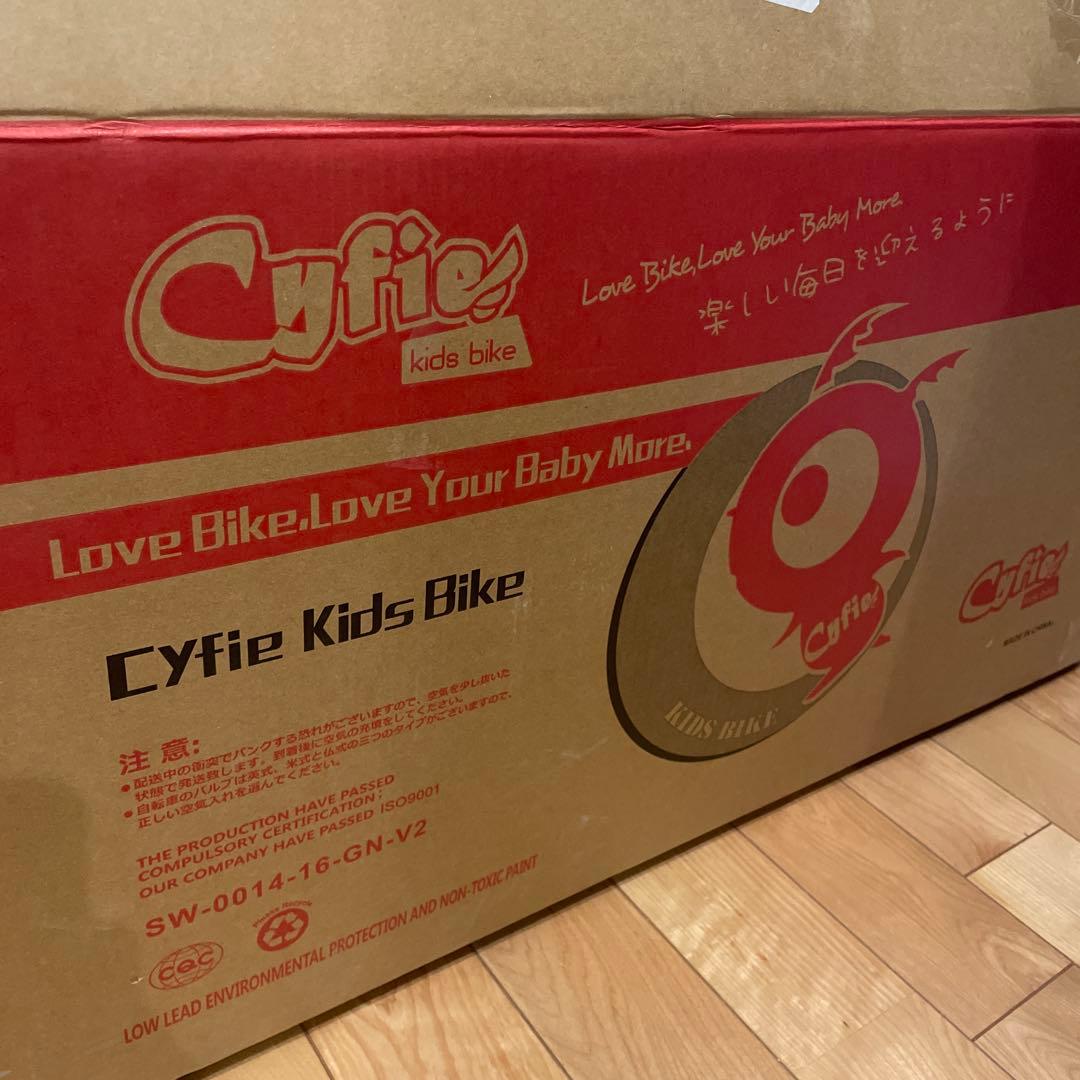 Cyfie
kids bike
Love Bike,Love Your Baby More.
楽しい毎日を迎えるように
Love Bike,Love Your Baby More.
Cyfie Kids Bike
Cyfie
KIDS BIKE
Cyfie
kids bike
MADE IN CHINA
注意:
●配送中の衝突でパンクする恐れがございますので、空気を少し抜いた
状態で発送致します。到着後に空気の充填をしてください。
●自転車のバルブは英式、米式と仏式の三つのタイプがございますので、
正しい空気入れを選んでください。
THE PRODUCTION HAVE PASSED
COMPULSORY CERTIFICATION;
OUR COMPANY HAVE PASSED ISO9001
SW-0014-16-GN-V2
CQC
Please Recycle
LOW LEAD ENVIRONMENTAL PROTECTION AND NON-TOXIC PAINT